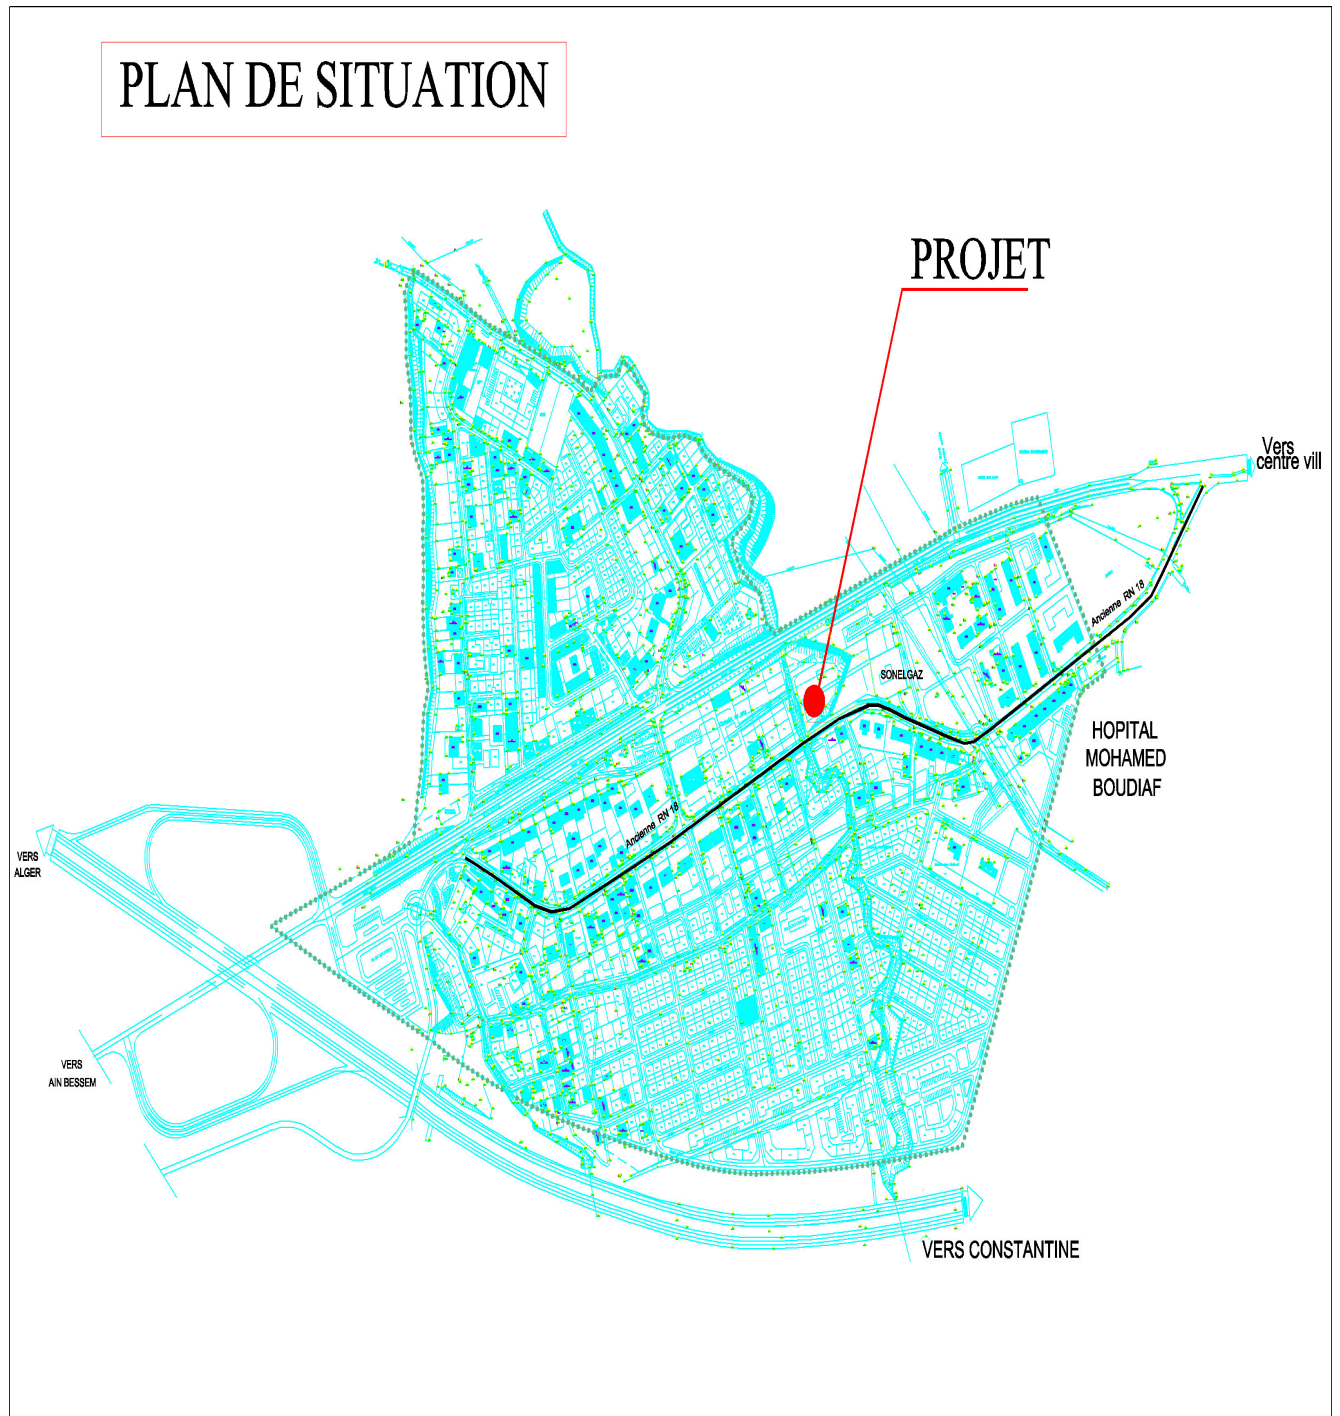 PLAN DE SITUATION
PROJET
Vers
centre vill
Ancienne RN 18
SONELGAZ
HOPITAL
MOHAMED
BOUDIAF
Ancienne RN 18
VERS
ALGER
VERS
AIN BESSEM
VERS CONSTANTINE